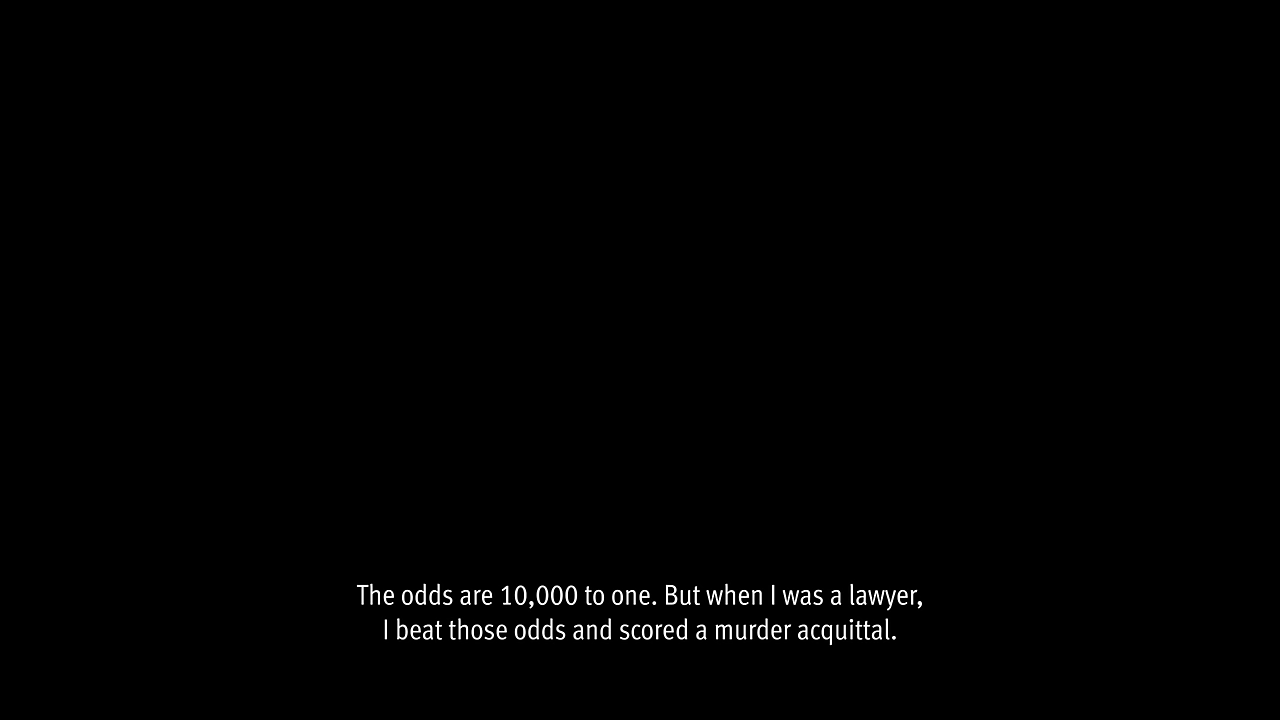 The odds are 10,000 to one. But when I was a lawyer,
I beat those odds and scored a murder acquittal.